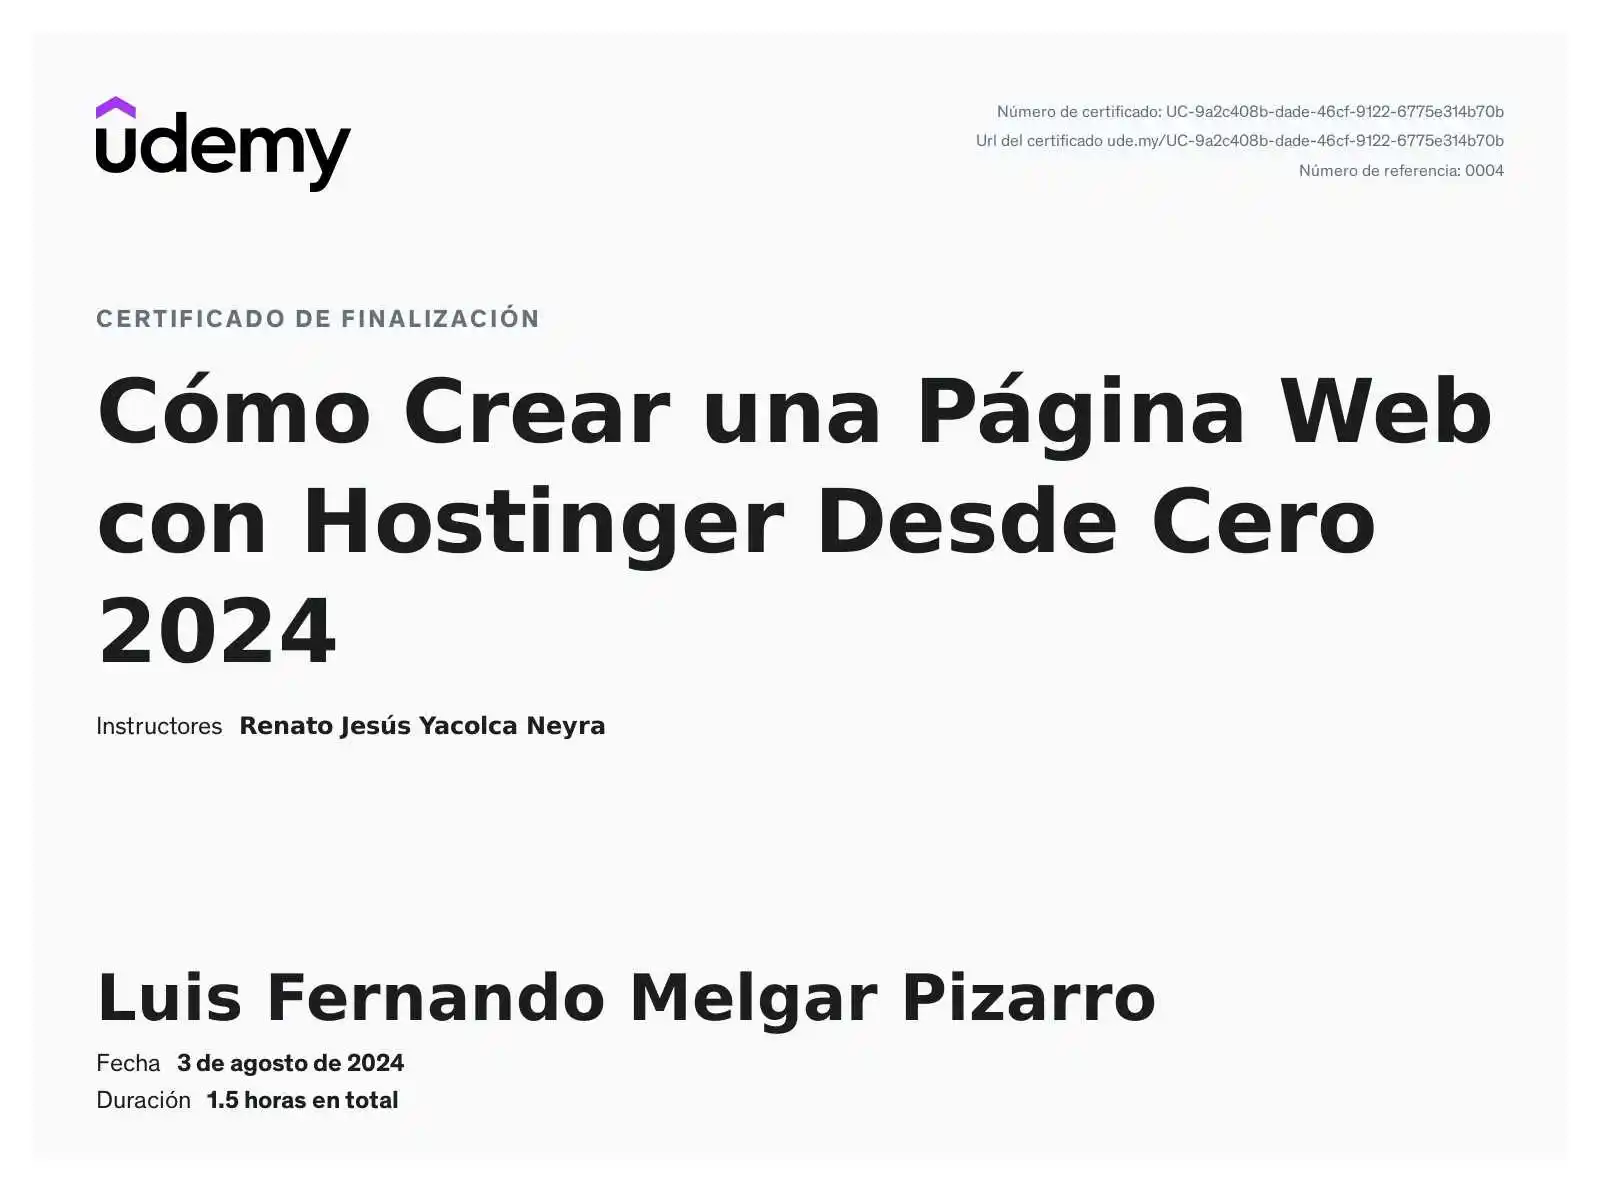 udemy
Número de certificado: UC-9a2c408b-dade-46cf-9122-6775e314b70b
Url del certificado ude.my/UC-9a2c408b-dade-46cf-9122-6775e314b70b
Número de referencia: 0004
CERTIFICADO DE FINALIZACIÓN
Cómo Crear una Página Web
con Hostinger Desde Cero
2024
Instructores Renato Jesús Yacolca Neyra
Luis Fernando Melgar Pizarro
Fecha 3 de agosto de 2024
Duración 1.5 horas en total